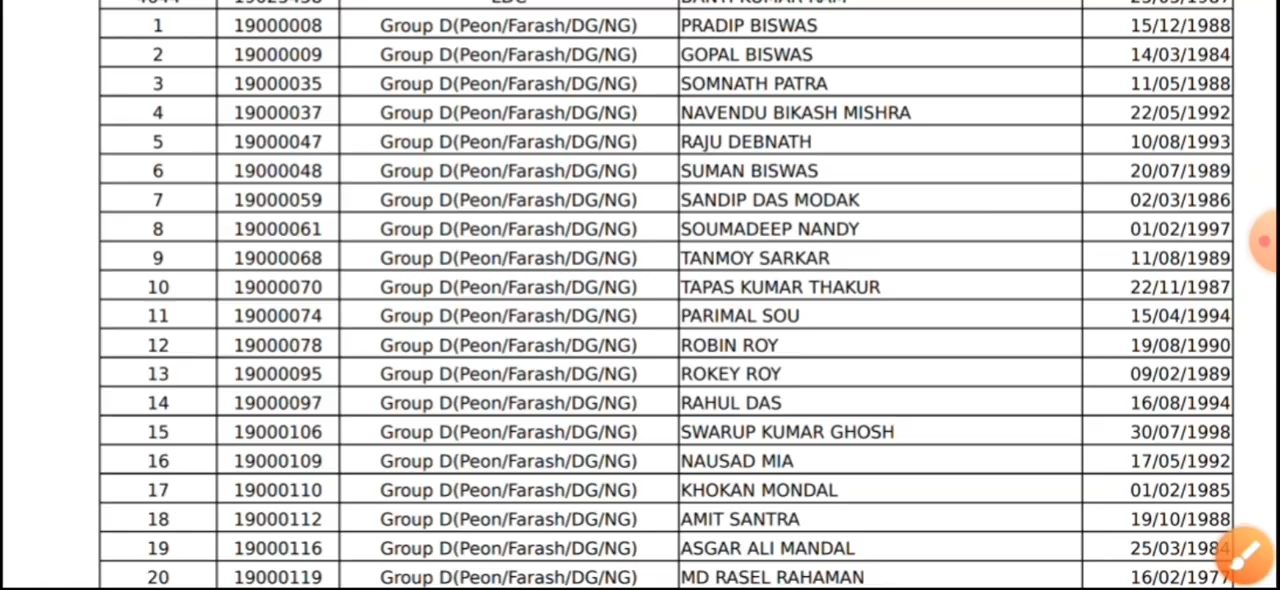 1 19000008 Group D(Peon/Farash/DG/NG) PRADIP BISWAS 15/12/1988
2 19000009 Group D(Peon/Farash/DG/NG) GOPAL BISWAS 14/03/1984
3 19000035 Group D(Peon/Farash/DG/NG) SOMNATH PATRA 11/05/1988
4 19000037 Group D(Peon/Farash/DG/NG) NAVENDU BIKASH MISHRA 22/05/1992
5 19000047 Group D(Peon/Farash/DG/NG) RAJU DEBNATH 10/08/1993
6 19000048 Group D(Peon/Farash/DG/NG) SUMAN BISWAS 20/07/1989
7 19000059 Group D(Peon/Farash/DG/NG) SANDIP DAS MODAK 02/03/1986
8 19000061 Group D(Peon/Farash/DG/NG) SOUMADEEP NANDY 01/02/1997
9 19000068 Group D(Peon/Farash/DG/NG) TANMOY SARKAR 11/08/1989
10 19000070 Group D(Peon/Farash/DG/NG) TAPAS KUMAR THAKUR 22/11/1987
11 19000074 Group D(Peon/Farash/DG/NG) PARIMAL SOU 15/04/1994
12 19000078 Group D(Peon/Farash/DG/NG) ROBIN ROY 19/08/1990
13 19000095 Group D(Peon/Farash/DG/NG) ROKEY ROY 09/02/1989
14 19000097 Group D(Peon/Farash/DG/NG) RAHUL DAS 16/08/1994
15 19000106 Group D(Peon/Farash/DG/NG) SWARUP KUMAR GHOSH 30/07/1998
16 19000109 Group D(Peon/Farash/DG/NG) NAUSAD MIA 17/05/1992
17 19000110 Group D(Peon/Farash/DG/NG) KHOKAN MONDAL 01/02/1985
18 19000112 Group D(Peon/Farash/DG/NG) AMIT SANTRA 19/10/1988
19 19000116 Group D(Peon/Farash/DG/NG) ASGAR ALI MANDAL 25/03/1984
20 19000119 Group D(Peon/Farash/DG/NG) MD RASEL RAHAMAN 16/02/1977